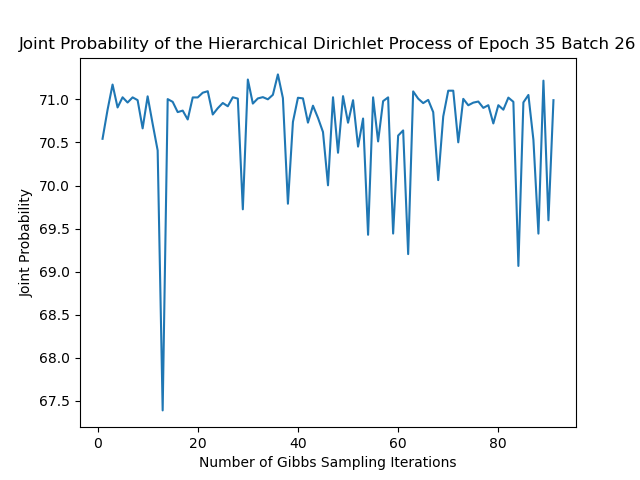 Joint Probability of the Hierarchical Dirichlet Process of Epoch 35 Batch 26
71.0
70.5
70.0
69.5
69.0
68.5
68.0
67.5
Joint Probability
0 20 40 60 80
Number of Gibbs Sampling Iterations